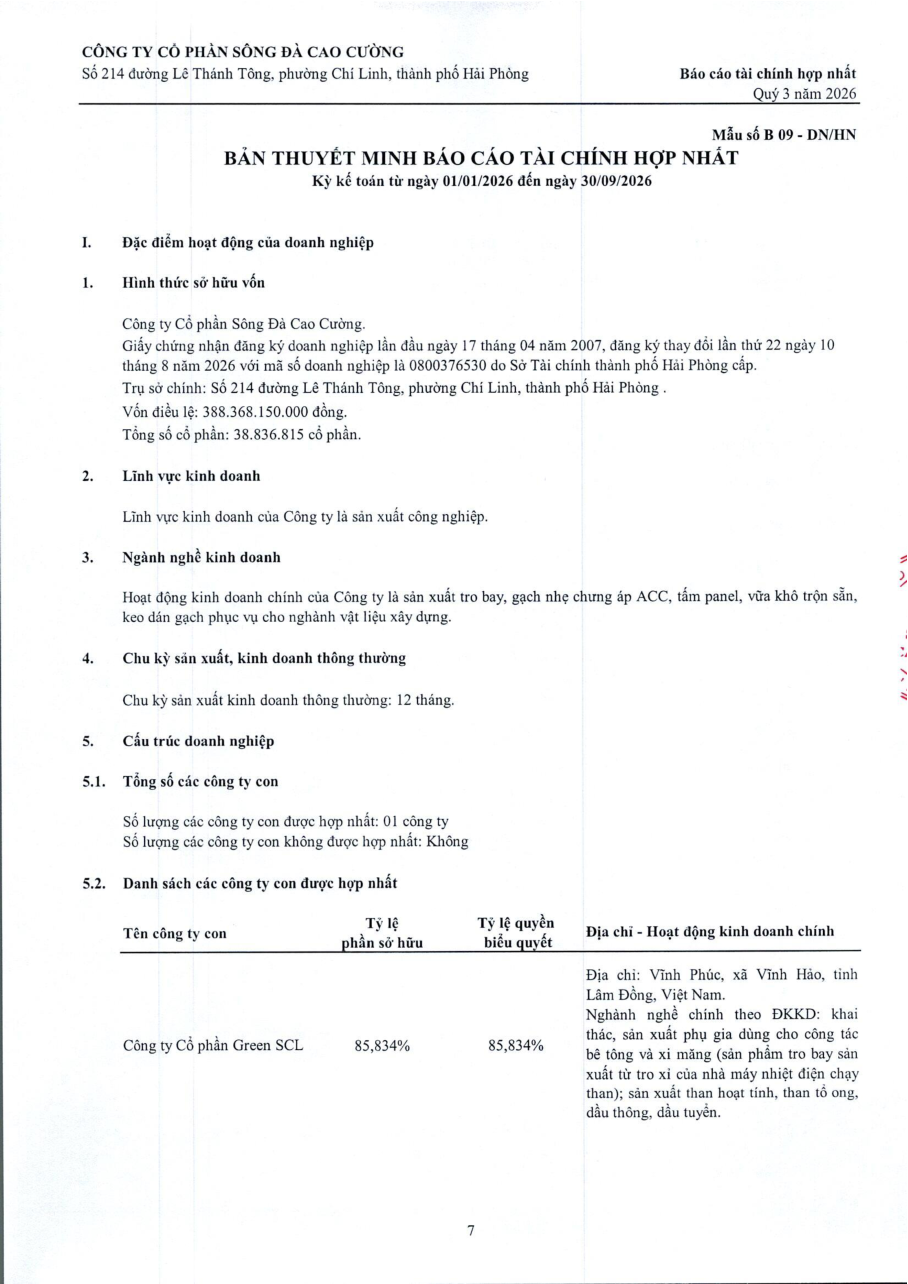 CÔNG TY CỔ PHẦN SÔNG ĐÀ CAO CƯỜNG
Số 214 đường Lê Thánh Tông, phường Chí Linh, thành phố Hải Phòng
Báo cáo tài chính hợp nhất
Quý 3 năm 2026
Mẫu số B 09 - DN/HN
BẢN THUYẾT MINH BÁO CÁO TÀI CHÍNH HỢP NHẤT
Kỳ kế toán từ ngày 01/01/2026 đến ngày 30/09/2026
I. Đặc điểm hoạt động của doanh nghiệp
1. Hình thức sở hữu vốn
Công ty Cổ phần Sông Đà Cao Cường.
Giấy chứng nhận đăng ký doanh nghiệp lần đầu ngày 17 tháng 04 năm 2007, đăng ký thay đổi lần thứ 22 ngày 10
tháng 8 năm 2026 với mã số doanh nghiệp là 0800376530 do Sở Tài chính thành phố Hải Phòng cấp.
Trụ sở chính: Số 214 đường Lê Thánh Tông, phường Chí Linh, thành phố Hải Phòng .
Vốn điều lệ: 388.368.150.000 đồng.
Tổng số cổ phần: 38.836.815 cổ phần.
2. Lĩnh vực kinh doanh
Lĩnh vực kinh doanh của Công ty là sản xuất công nghiệp.
3. Ngành nghề kinh doanh
Hoạt động kinh doanh chính của Công ty là sản xuất tro bay, gạch nhẹ chưng áp ACC, tấm panel, vữa khô trộn sẵn,
keo dán gạch phục vụ cho nghành vật liệu xây dựng.
4. Chu kỳ sản xuất, kinh doanh thông thường
Chu kỳ sản xuất kinh doanh thông thường: 12 tháng.
5. Cấu trúc doanh nghiệp
5.1. Tổng số các công ty con
Số lượng các công ty con được hợp nhất: 01 công ty
Số lượng các công ty con không được hợp nhất: Không
5.2. Danh sách các công ty con được hợp nhất
Tên công ty con
Tỷ lệ
phần sở hữu
Tỷ lệ quyền
biểu quyết
Địa chỉ - Hoạt động kinh doanh chính
Công ty Cổ phần Green SCL
85,834%
85,834%
Địa chỉ: Vĩnh Phúc, xã Vĩnh Hảo, tỉnh
Lâm Đồng, Việt Nam.
Nghành nghề chính theo ĐKKD: khai
thác, sản xuất phụ gia dùng cho công tác
bê tông và xi măng (sản phẩm tro bay sản
xuất từ tro xỉ của nhà máy nhiệt điện chạy
than); sản xuất than hoạt tính, than tổ ong,
dầu thông, dầu tuyển.
7